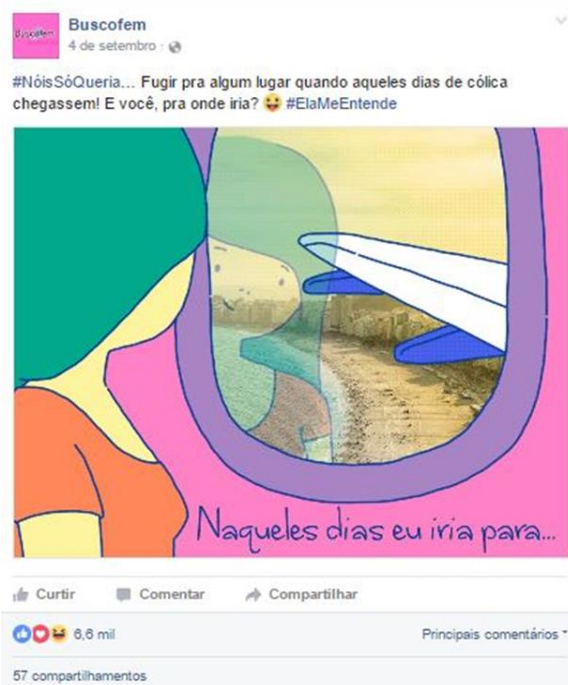 Buscofem
Buscofem
4 de setembro
#NóisSóQueria... Fugir pra algum lugar quando aqueles dias de cólica
chegassem! E você, pra onde iria? 😝 #ElaMeEntende
Naqueles dias eu iria para...
Curtir Comentar Compartilhar
6,6 mil Principais comentários
57 compartilhamentos